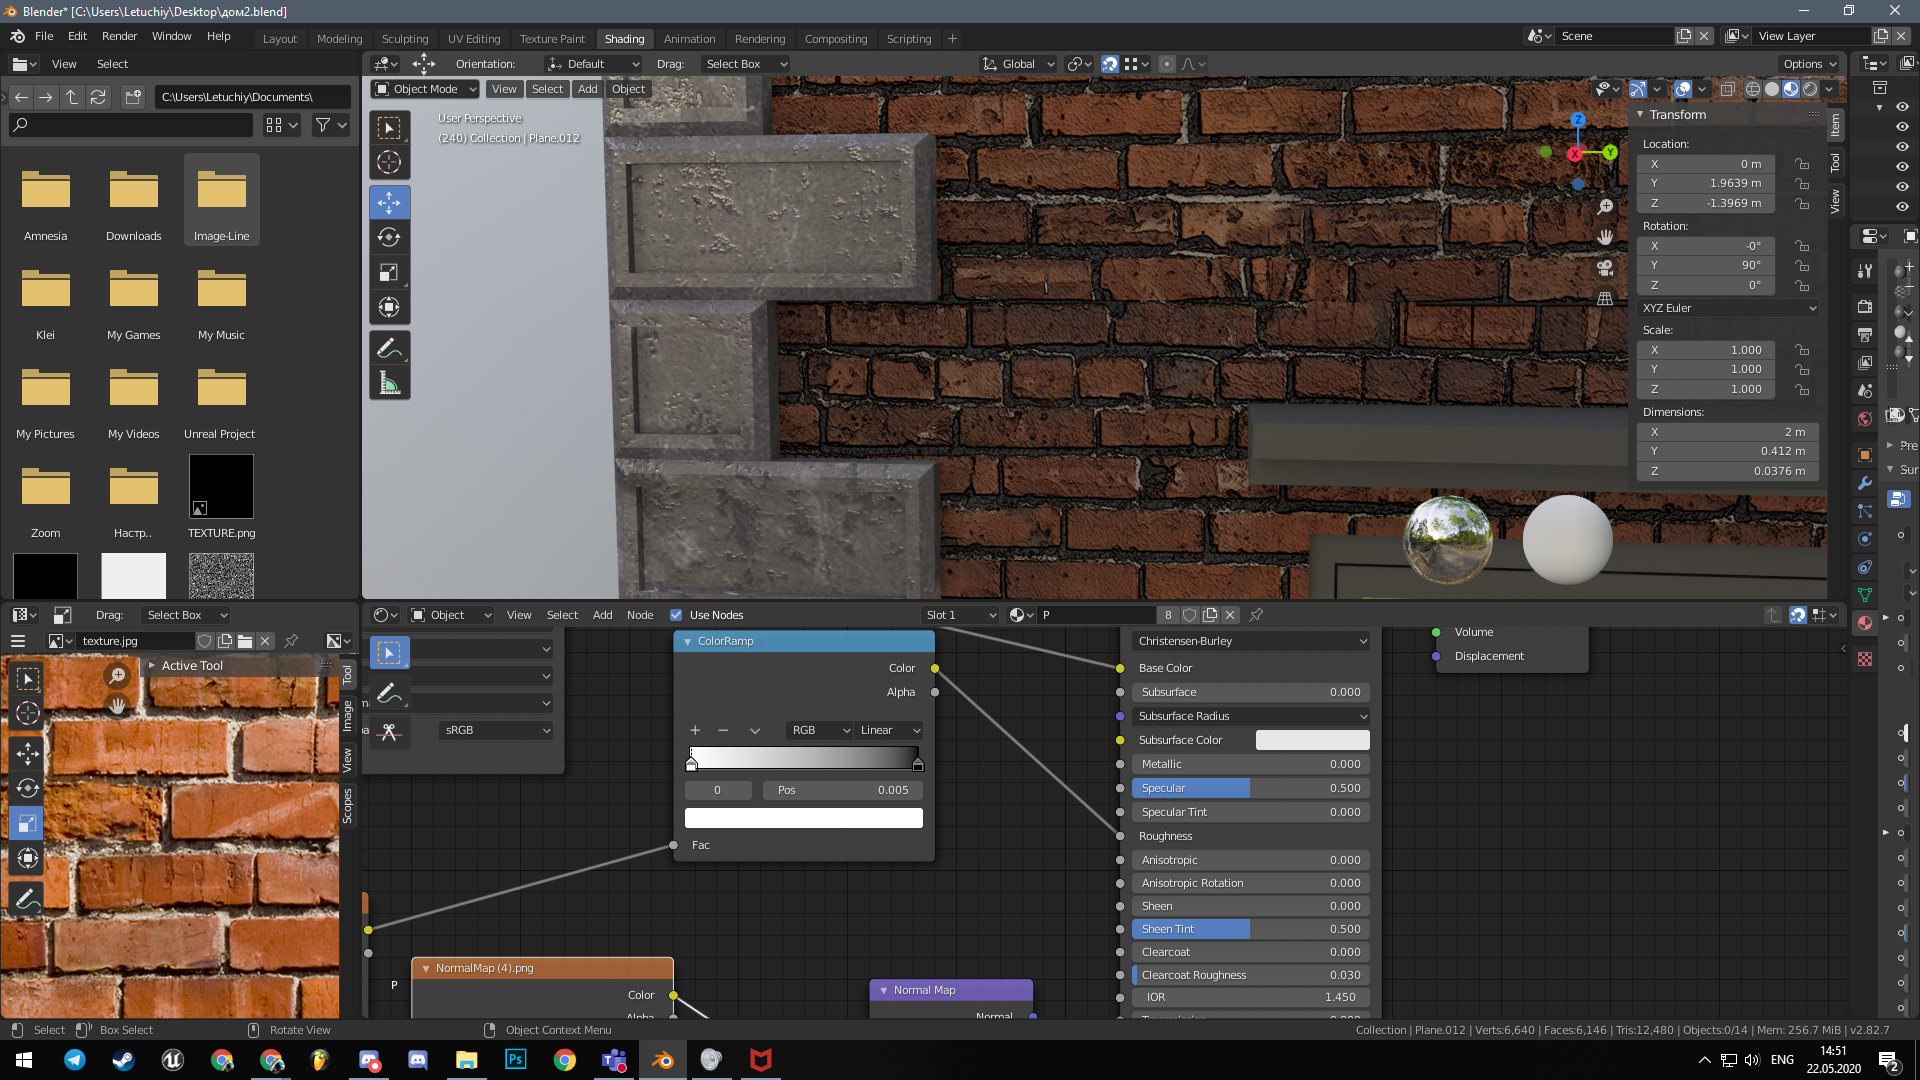 Blender* [C:\Users\Letuchiy\Desktop\дом2.blend]
File Edit Render Window Help
Layout Modeling Sculpting UV Editing Texture Paint Shading Animation Rendering Compositing Scripting +
Scene
View Layer
View Select
Orientation: Default Drag: Select Box
Global
Options
C:\Users\Letuchiy\Documents\
Object Mode View Select Add Object
User Perspective
(240) Collection | Plane.012
Amnesia Downloads Image-Line
Klei My Games My Music
My Pictures My Videos Unreal Project
Zoom Настр.. TEXTURE.png
Z
X
Y
Transform
Location:
X 0 m
Y 1.9639 m
Z -1.3969 m
Rotation:
X -0°
Y 90°
Z 0°
XYZ Euler
Scale:
X 1.000
Y 1.000
Z 1.000
Dimensions:
X 2 m
Y 0.412 m
Z 0.0376 m
Item
Tool
View
Pre
Sur
Drag: Select Box
texture.jpg
Active Tool
Tool
Image
View
Scopes
Object View Select Add Node Use Nodes
Slot 1
P 8
sRGB
ColorRamp
Color
Alpha
RGB Linear
0 Pos 0.005
Fac
P
NormalMap (4).png
Color
Alpha
Normal Map
Normal
Christensen-Burley
Base Color
Subsurface 0.000
Subsurface Radius
Subsurface Color
Metallic 0.000
Specular 0.500
Specular Tint 0.000
Roughness
Anisotropic 0.000
Anisotropic Rotation 0.000
Sheen 0.000
Sheen Tint 0.500
Clearcoat 0.000
Clearcoat Roughness 0.030
IOR 1.450
Volume
Displacement
Select Box Select Rotate View Object Context Menu
Collection | Plane.012 | Verts:6,640 | Faces:6,146 | Tris:12,480 | Objects:0/14 | Mem: 256.7 MiB | v2.82.7
Ps
ENG
14:51
22.05.2020
2